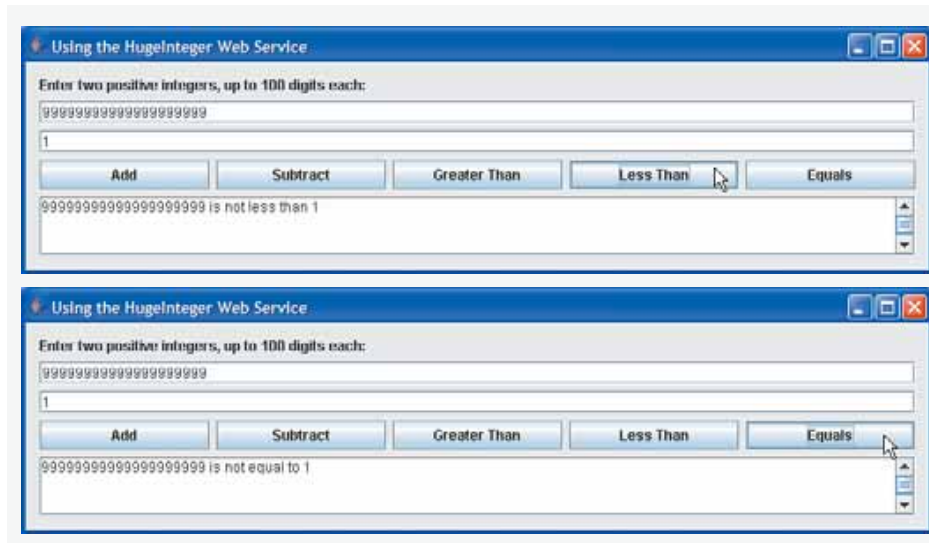 Using the HugeInteger Web Service
Enter two positive integers, up to 100 digits each:
99999999999999999999
1
Add Subtract Greater Than Less Than Equals
99999999999999999999 is not less than 1
Using the HugeInteger Web Service
Enter two positive integers, up to 100 digits each:
99999999999999999999
1
Add Subtract Greater Than Less Than Equals
99999999999999999999 is not equal to 1